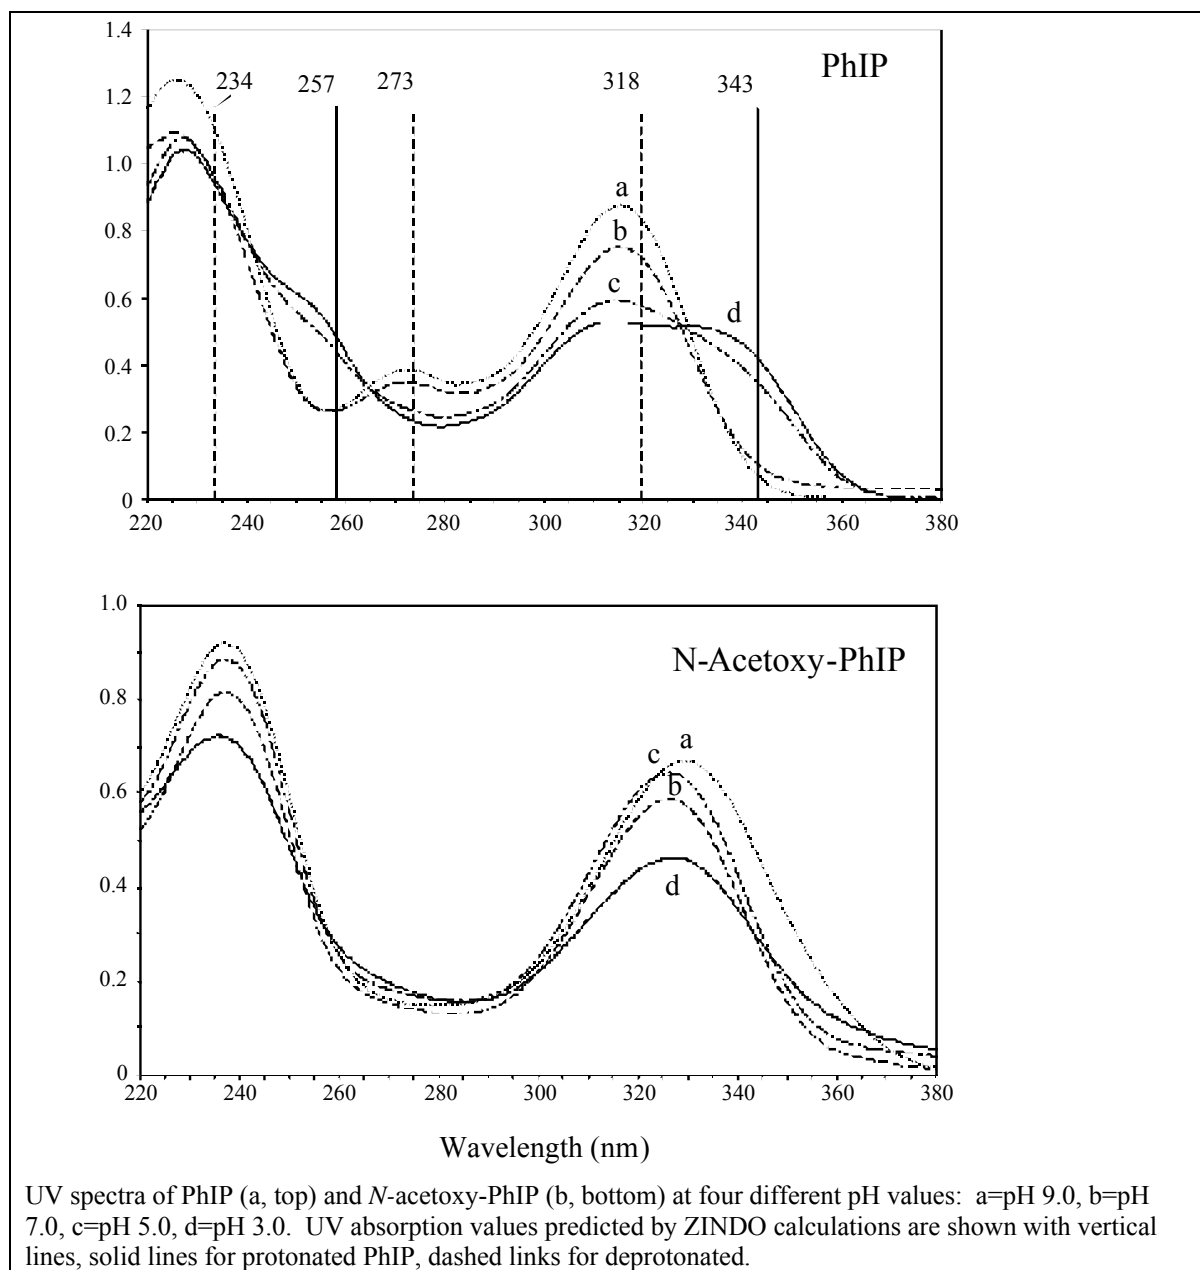 1.4
PhIP
234 257 273 318 343
1.2
1.0
a
0.8
b
c
d
0.6
0.4
0.2
0
220 240 260 280 300 320 340 360 380
1.0
N-Acetoxy-PhIP
0.8
c a
b
0.6
d
0.4
0.2
0
220 240 260 280 300 320 340 360 380
Wavelength (nm)
UV spectra of PhIP (a, top) and N-acetoxy-PhIP (b, bottom) at four different pH values: a=pH 9.0, b=pH
7.0, c=pH 5.0, d=pH 3.0. UV absorption values predicted by ZINDO calculations are shown with vertical
lines, solid lines for protonated PhIP, dashed links for deprotonated.